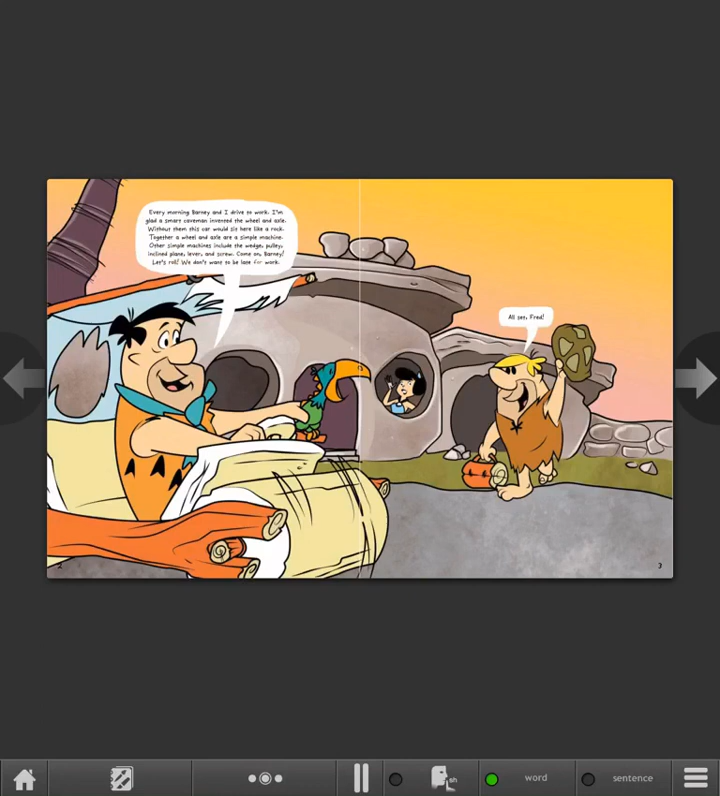 Every morning Barney and I drive to work. I'm
glad a smart caveman invented the wheel and axle.
Without them this car would sit here like a rock.
Together a wheel and axle are a simple machine.
Other simple machines include the wedge, pulley,
inclined plane, lever, and screw. Come on, Barney!
Let's roll! We don't want to be late for work.
All set, Fred!
2
3
sh
word
sentence